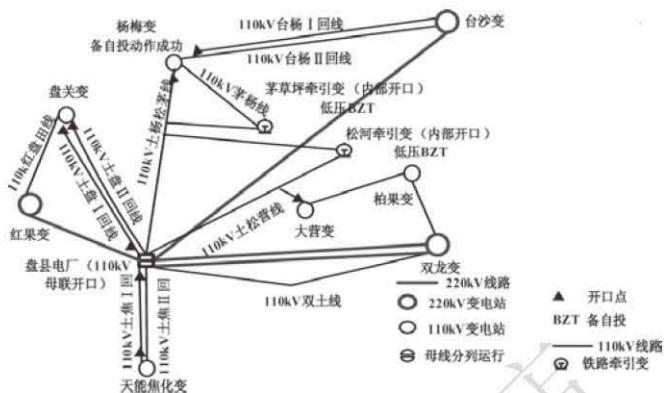 杨梅变
备自投动作成功
110kV台杨Ⅰ回线
110kV台杨Ⅱ回线
台沙变
110kV茅杨线
茅草坪牵引变（内部开口）
低压BZT
松河牵引变（内部开口）
低压BZT
盘关变
110k红盘田线
110kV土盘Ⅱ回线
110kV土盘Ⅰ回线
110kV土杨松茅线
110kV土松营线
大营变
柏果变
红果变
盘县电厂（110kV
母联开口）
双龙变
110kV双土线
110kV土焦Ⅰ回
110kV土焦Ⅱ回
天能焦化变
220kV线路
220kV变电站
110kV变电站
母线分列运行
开口点
BZT 备自投
110kV线路
铁路牵引变